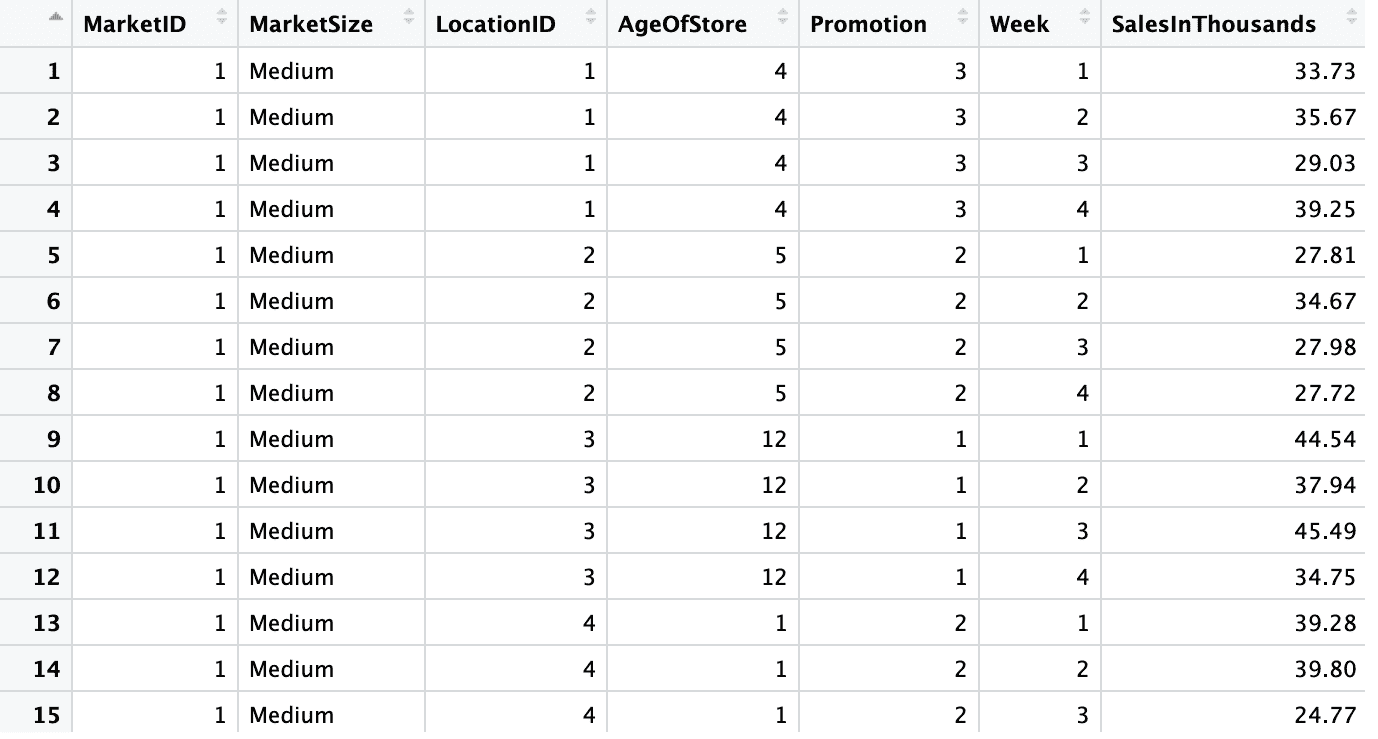 MarketID MarketSize LocationID AgeOfStore Promotion Week SalesInThousands
1 1 Medium 1 4 3 1 33.73
2 1 Medium 1 4 3 2 35.67
3 1 Medium 1 4 3 3 29.03
4 1 Medium 1 4 3 4 39.25
5 1 Medium 2 5 2 1 27.81
6 1 Medium 2 5 2 2 34.67
7 1 Medium 2 5 2 3 27.98
8 1 Medium 2 5 2 4 27.72
9 1 Medium 3 12 1 1 44.54
10 1 Medium 3 12 1 2 37.94
11 1 Medium 3 12 1 3 45.49
12 1 Medium 3 12 1 4 34.75
13 1 Medium 4 1 2 1 39.28
14 1 Medium 4 1 2 2 39.80
15 1 Medium 4 1 2 3 24.77